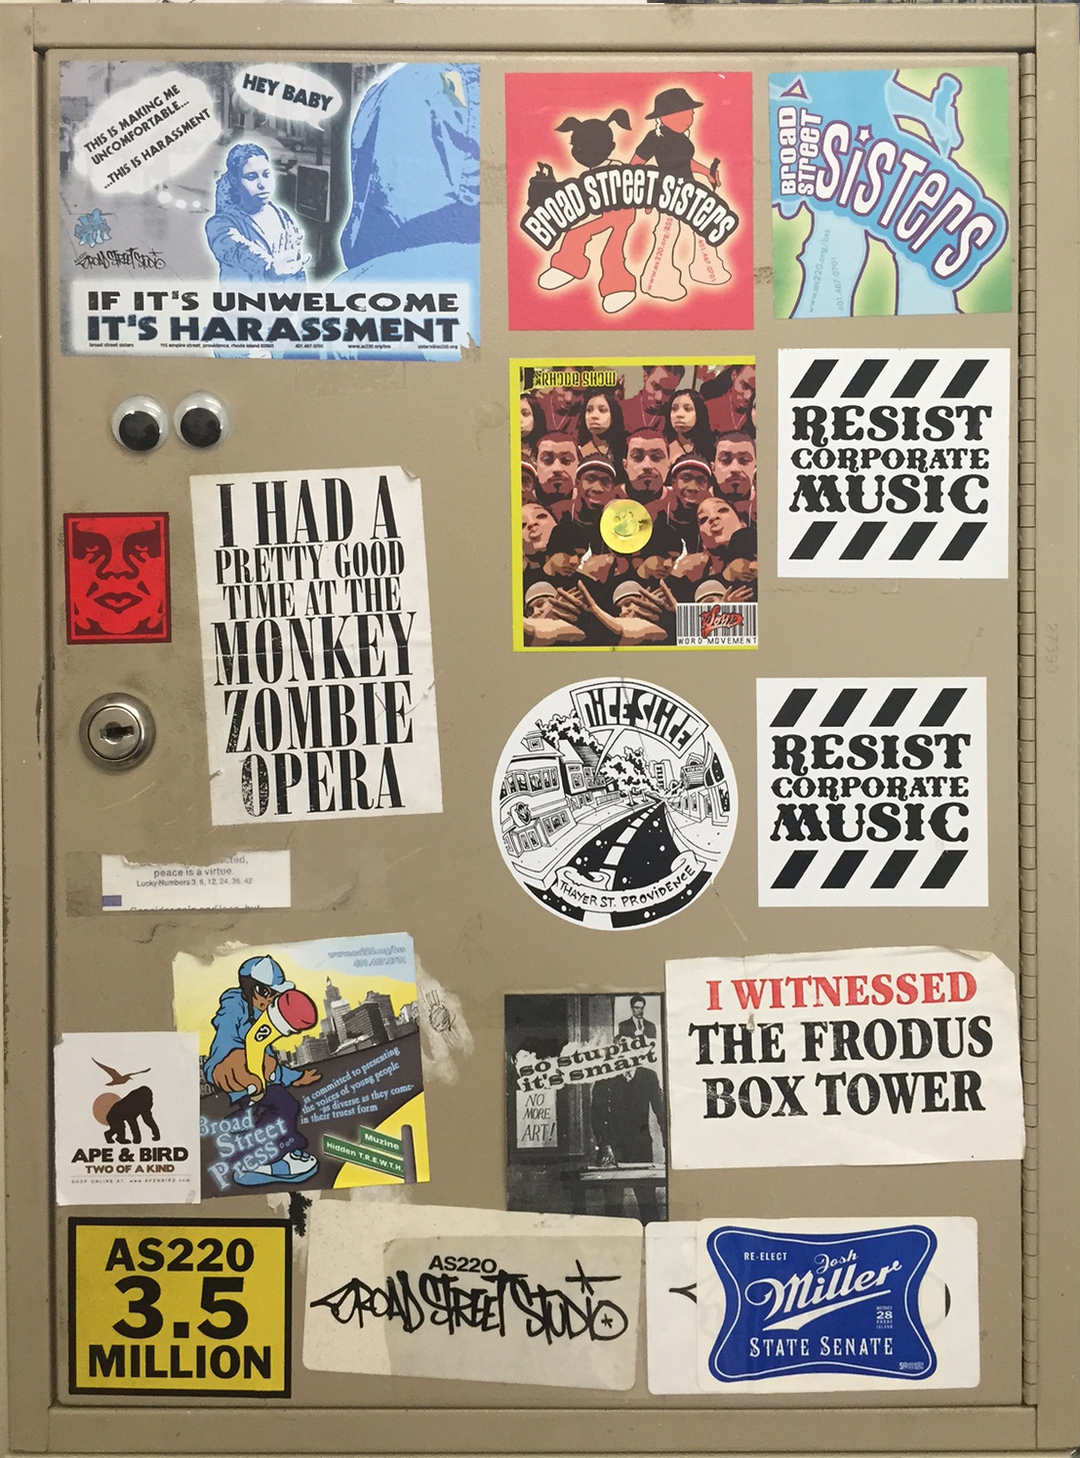 THIS IS MAKING ME
UNCOMFORTABLE...
...THIS IS HARASSMENT
HEY BABY
BROAD STREET STUDIO
IF IT'S UNWELCOME
IT'S HARASSMENT
broad street sisters 115 empire street, providence, rhode island 02903 401.467.0701 www.as220.org/bss sisters@as220.org
BROAD STREET SISTERS
www.as220.org/BSS
401.467.0701
BROAD
STREET
SISTERS
www.as220.org/bss
401.467.0701
RHODE SHOW
WORD MOVEMENT
RESIST
CORPORATE
MUSIC
I HAD A
PRETTY GOOD
TIME AT THE
MONKEY
ZOMBIE
OPERA
NICE SLICE
THAYER ST. PROVIDENCE
RESIST
CORPORATE
MUSIC
peace is a virtue.
Lucky Numbers 3, 6, 12, 24, 36, 42
www.as220.org/bss
401.467.0701
is committed to presenting
the voices of young people
as diverse as they come-
in their truest form
Broad
Street
Press
Muzine
Hidden T.R.E.W.T.H.
APE & BIRD
TWO OF A KIND
SHOP ONLINE AT www.APENBIRD.com
so stupid,
it's smart
NO
MORE
ART!
I WITNESSED
THE FRODUS
BOX TOWER
AS220
3.5
MILLION
AS220
BROAD STREET STUDIO
RE-ELECT
Josh
Miller
DISTRICT
28
RHODE
ISLAND
STATE SENATE